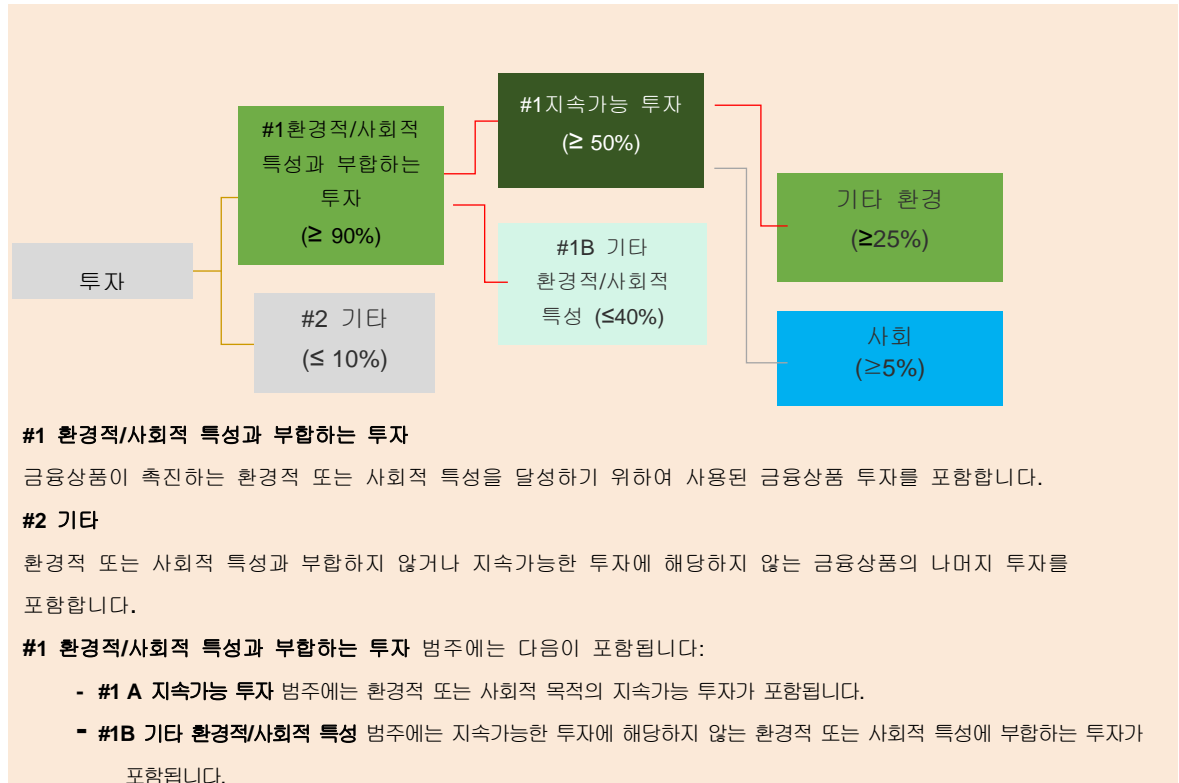 #1지속가능 투자
(≥ 50%)
#1환경적/사회적
특성과 부합하는
투자
(≥ 90%)
기타 환경
(≥25%)
#1B 기타
환경적/사회적
특성 (≤40%)
투자
#2 기타
(≤ 10%)
사회
(≥5%)
#1 환경적/사회적 특성과 부합하는 투자
금융상품이 촉진하는 환경적 또는 사회적 특성을 달성하기 위하여 사용된 금융상품 투자를 포함합니다.
#2 기타
환경적 또는 사회적 특성과 부합하지 않거나 지속가능한 투자에 해당하지 않는 금융상품의 나머지 투자를
포함합니다.
#1 환경적/사회적 특성과 부합하는 투자 범주에는 다음이 포함됩니다:
- #1 A 지속가능 투자 범주에는 환경적 또는 사회적 목적의 지속가능 투자가 포함됩니다.
- #1B 기타 환경적/사회적 특성 범주에는 지속가능한 투자에 해당하지 않는 환경적 또는 사회적 특성에 부합하는 투자가
포함됩니다.